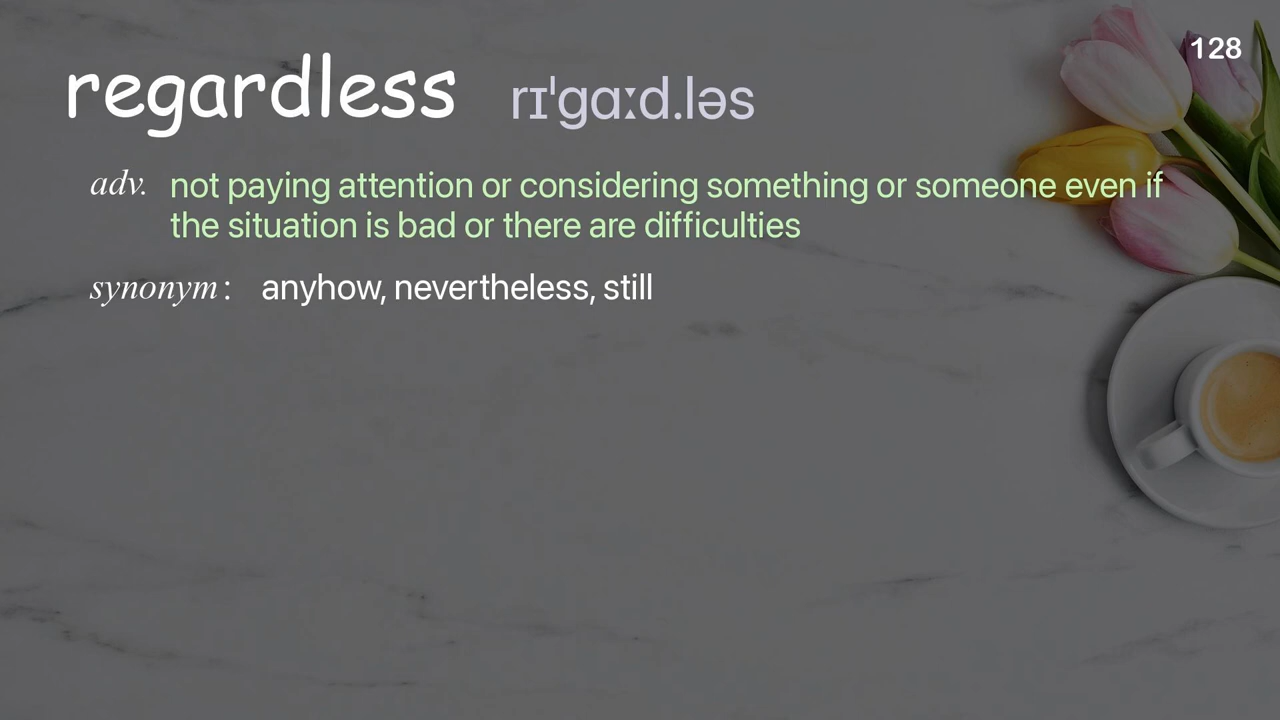 128
regardless rɪˈɡɑːd.ləs
adv. not paying attention or considering something or someone even if
the situation is bad or there are difficulties
synonym : anyhow, nevertheless, still